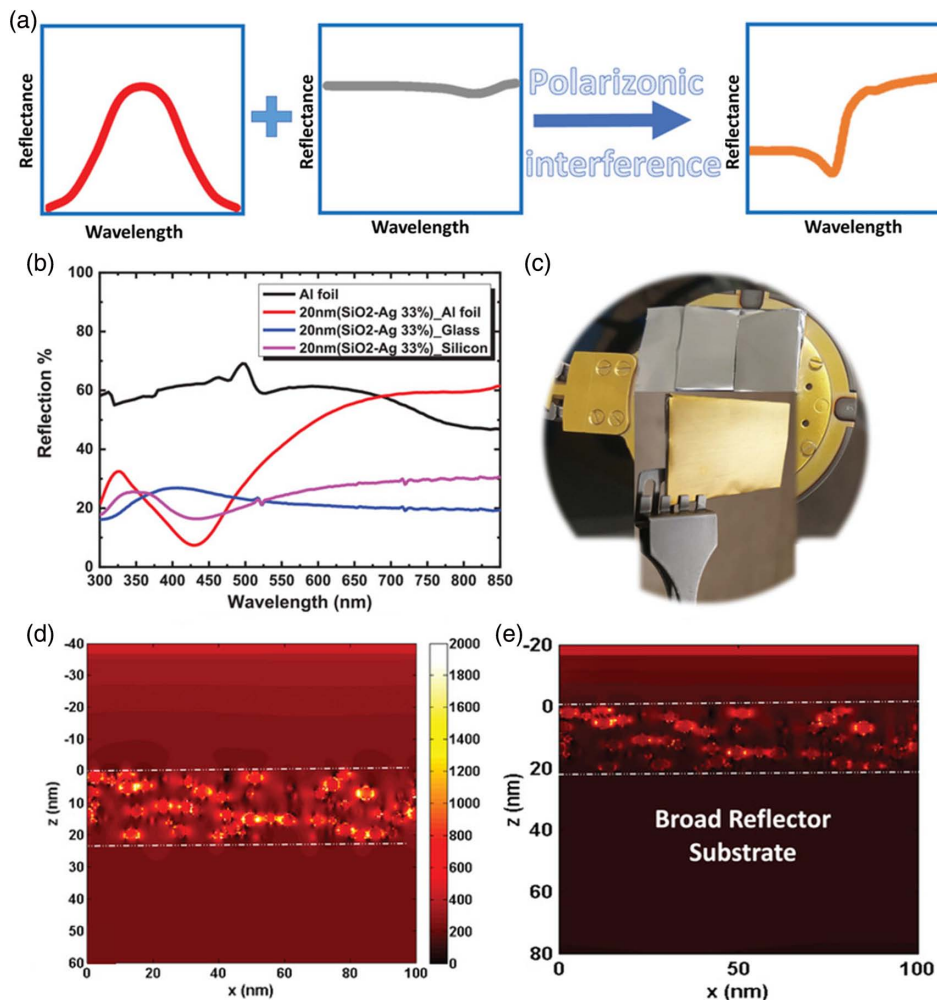 (a)
Reflectance
Wavelength
+
Reflectance
Wavelength
Polarizonic
interference
Reflectance
Wavelength
(b)
Reflection %
100
80
60
40
20
0
Al foil
20nm(SiO2-Ag 33%)_Al foil
20nm(SiO2-Ag 33%)_Glass
20nm(SiO2-Ag 33%)_Silicon
300 350 400 450 500 550 600 650 700 750 800 850
Wavelength (nm)
(c)
(d)
z (nm)
-40
-30
-20
-10
0
10
20
30
40
50
60
0 20 40 60 80 100
x (nm)
2000
1800
1600
1400
1200
1000
800
600
400
200
0
(e)
z (nm)
-20
0
20
40
60
80
Broad Reflector
Substrate
0 50 100
x (nm)